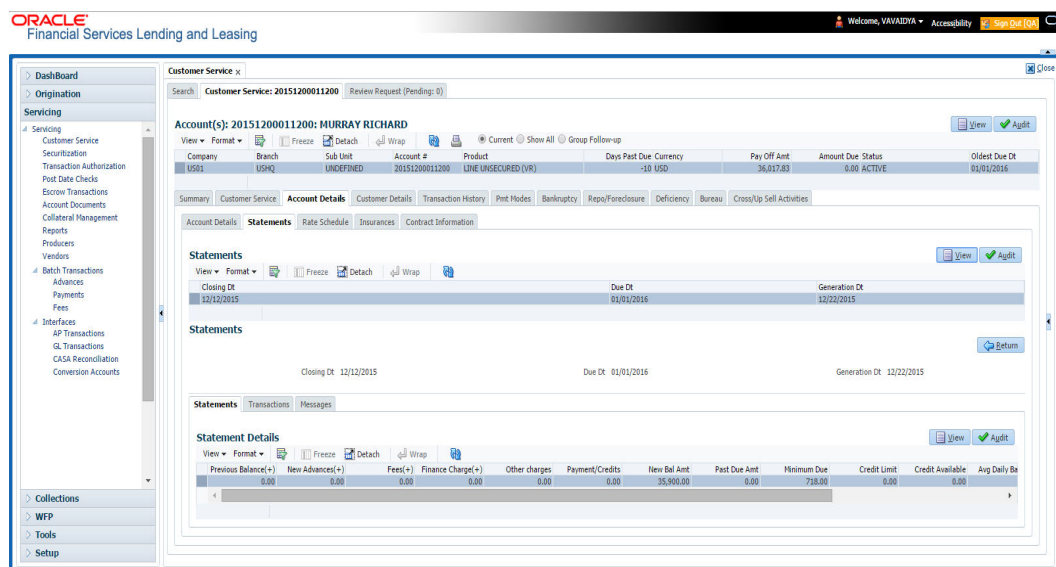 ORACLE'
Financial Services Lending and Leasing
Welcome, VAVAIDYA Accessibility Sign Out [QA
Close
DashBoard
Origination
Servicing
Servicing
Customer Service
Securitization
Transaction Authorization
Post Date Checks
Escrow Transactions
Account Documents
Collateral Management
Reports
Producers
Vendors
Batch Transactions
Advances
Payments
Fees
Interfaces
AP Transactions
GL Transactions
CASA Reconciliation
Conversion Accounts
Collections
WFP
Tools
Setup
Customer Service x
Search Customer Service: 20151200011200 Review Request (Pending: 0)
Account(s): 20151200011200: MURRAY RICHARD
View Audit
View Format Freeze Detach Wrap Current Show All Group Follow-up
Company Branch Sub Unit Account # Product Days Past Due Currency Pay Off Amt Amount Due Status Oldest Due Dt
US01 USHQ UNDEFINED 20151200011200 LINE UNSECURED (VR) -10 USD 36,017.83 0.00 ACTIVE 01/01/2016
Summary Customer Service Account Details Customer Details Transaction History Pmt Modes Bankruptcy Repo/Foreclosure Deficiency Bureau Cross/Up Sell Activities
Account Details Statements Rate Schedule Insurances Contract Information
Statements
View Audit
View Format Freeze Detach Wrap
Closing Dt Due Dt Generation Dt
12/12/2015 01/01/2016 12/22/2015
Statements
Return
Closing Dt 12/12/2015 Due Dt 01/01/2016 Generation Dt 12/22/2015
Statements Transactions Messages
Statement Details
View Audit
View Format Freeze Detach Wrap
Previous Balance(+) New Advances(+) Fees(+) Finance Charge(+) Other charges Payment/Credits New Bal Amt Past Due Amt Minimum Due Credit Limit Credit Available Avg Daily Ba
0.00 0.00 0.00 0.00 0.00 0.00 35,900.00 0.00 718.00 0.00 0.00